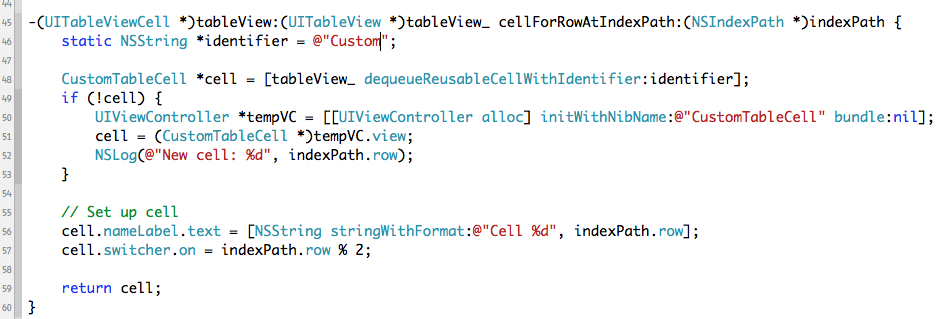 44
45 -(UITableViewCell *)tableView:(UITableView *)tableView_ cellForRowAtIndexPath:(NSIndexPath *)indexPath {
46     static NSString *identifier = @"Custom";
47
48     CustomTableCell *cell = [tableView_ dequeueReusableCellWithIdentifier:identifier];
49     if (!cell) {
50         UIViewController *tempVC = [[UIViewController alloc] initWithNibName:@"CustomTableCell" bundle:nil];
51         cell = (CustomTableCell *)tempVC.view;
52         NSLog(@"New cell: %d", indexPath.row);
53     }
54
55     // Set up cell
56     cell.nameLabel.text = [NSString stringWithFormat:@"Cell %d", indexPath.row];
57     cell.switcher.on = indexPath.row % 2;
58
59     return cell;
60 }